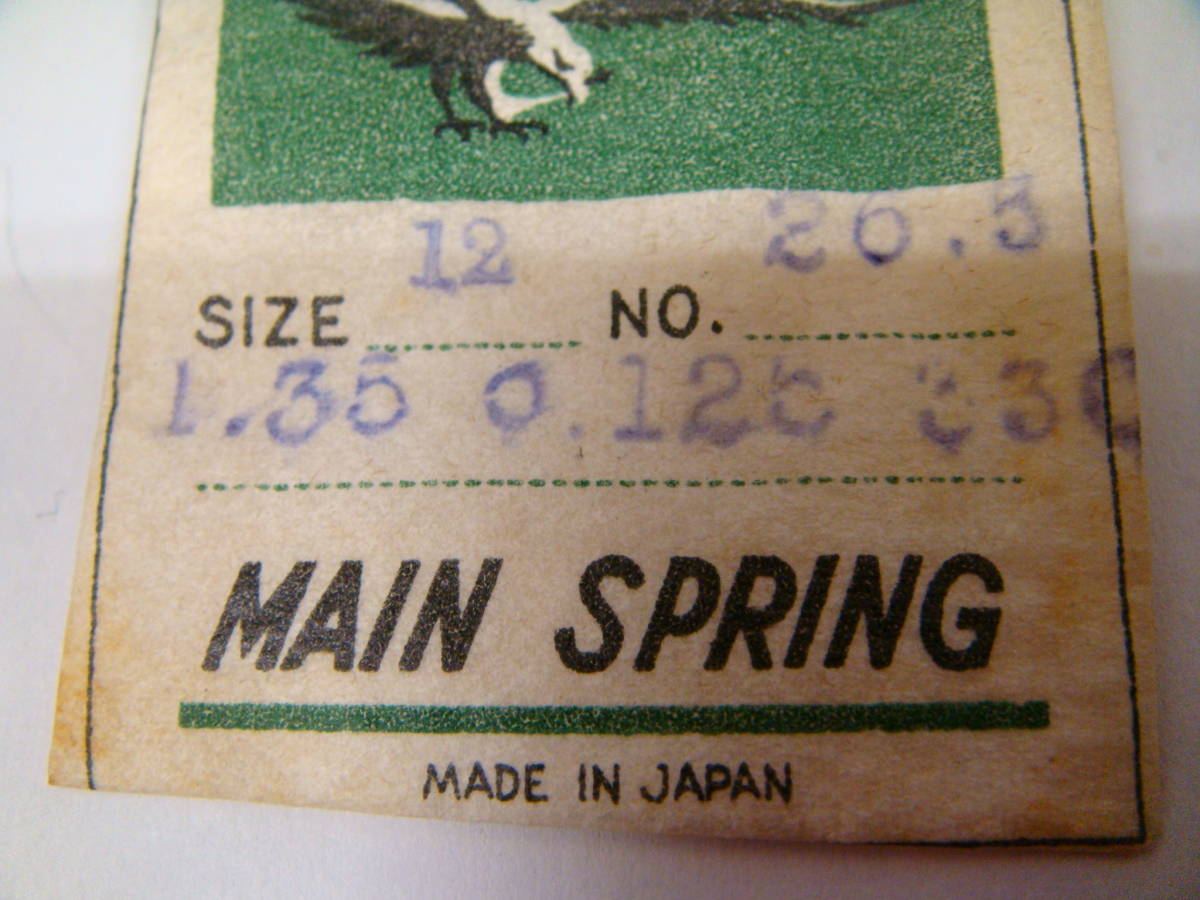 12 26.5
SIZE NO.
1.35 0.125
MAIN SPRING
MADE IN JAPAN